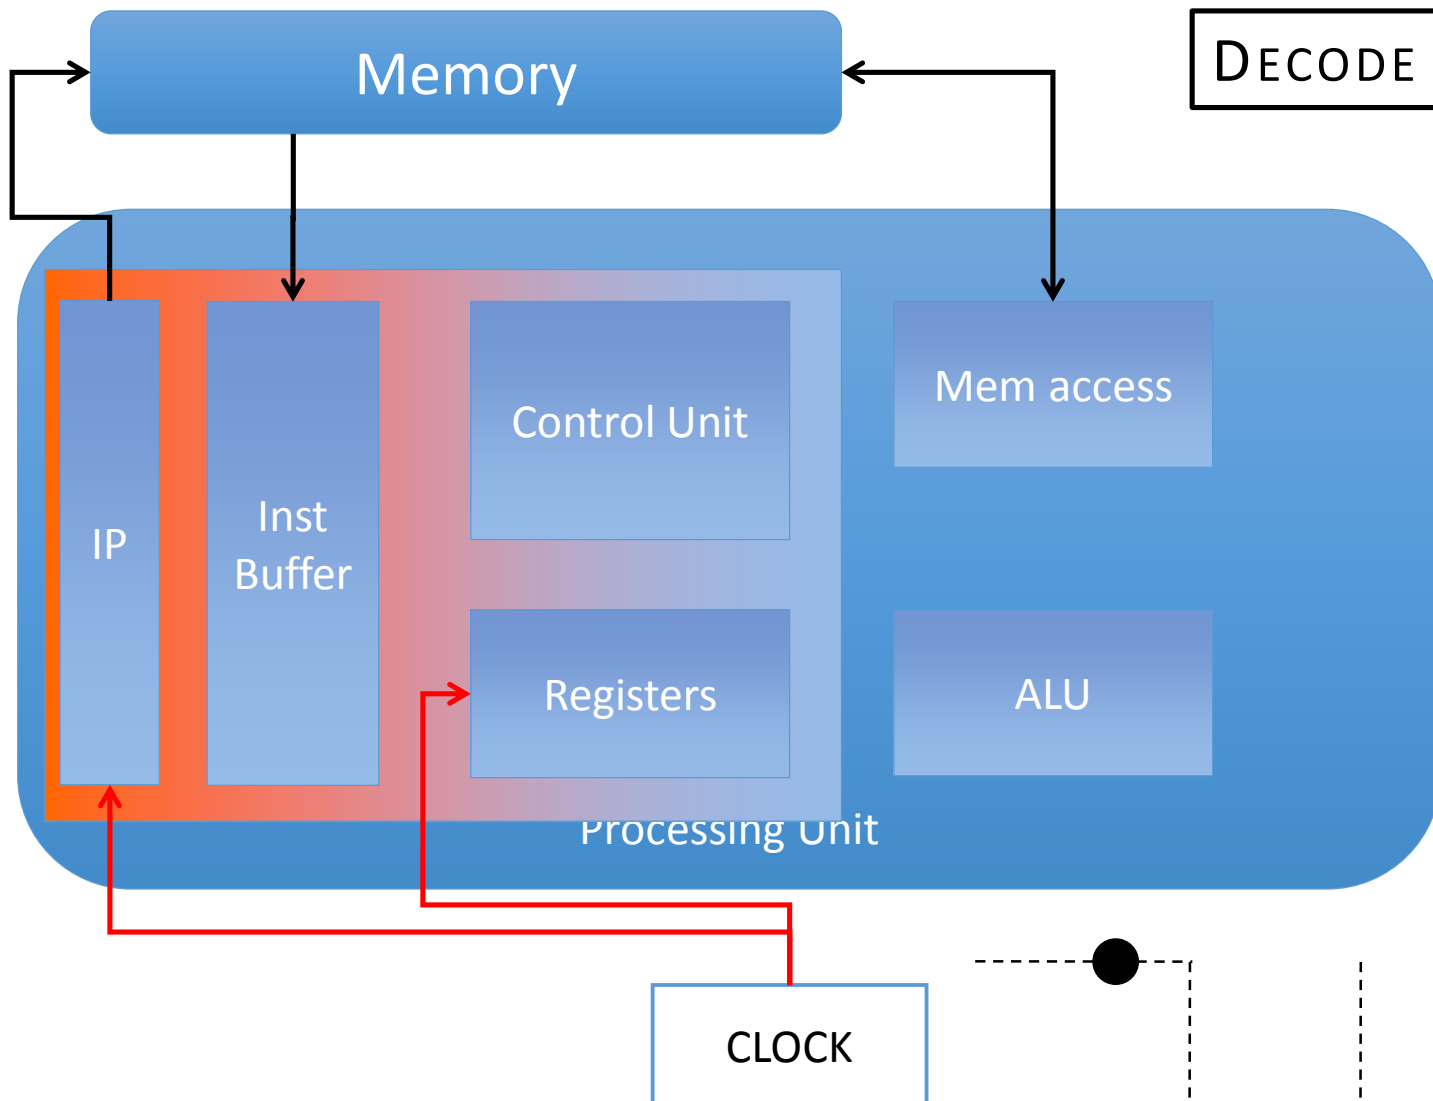 Memory
DECODE
Control Unit
Mem access
IP
Inst
Buffer
Registers
ALU
Processing Unit
CLOCK